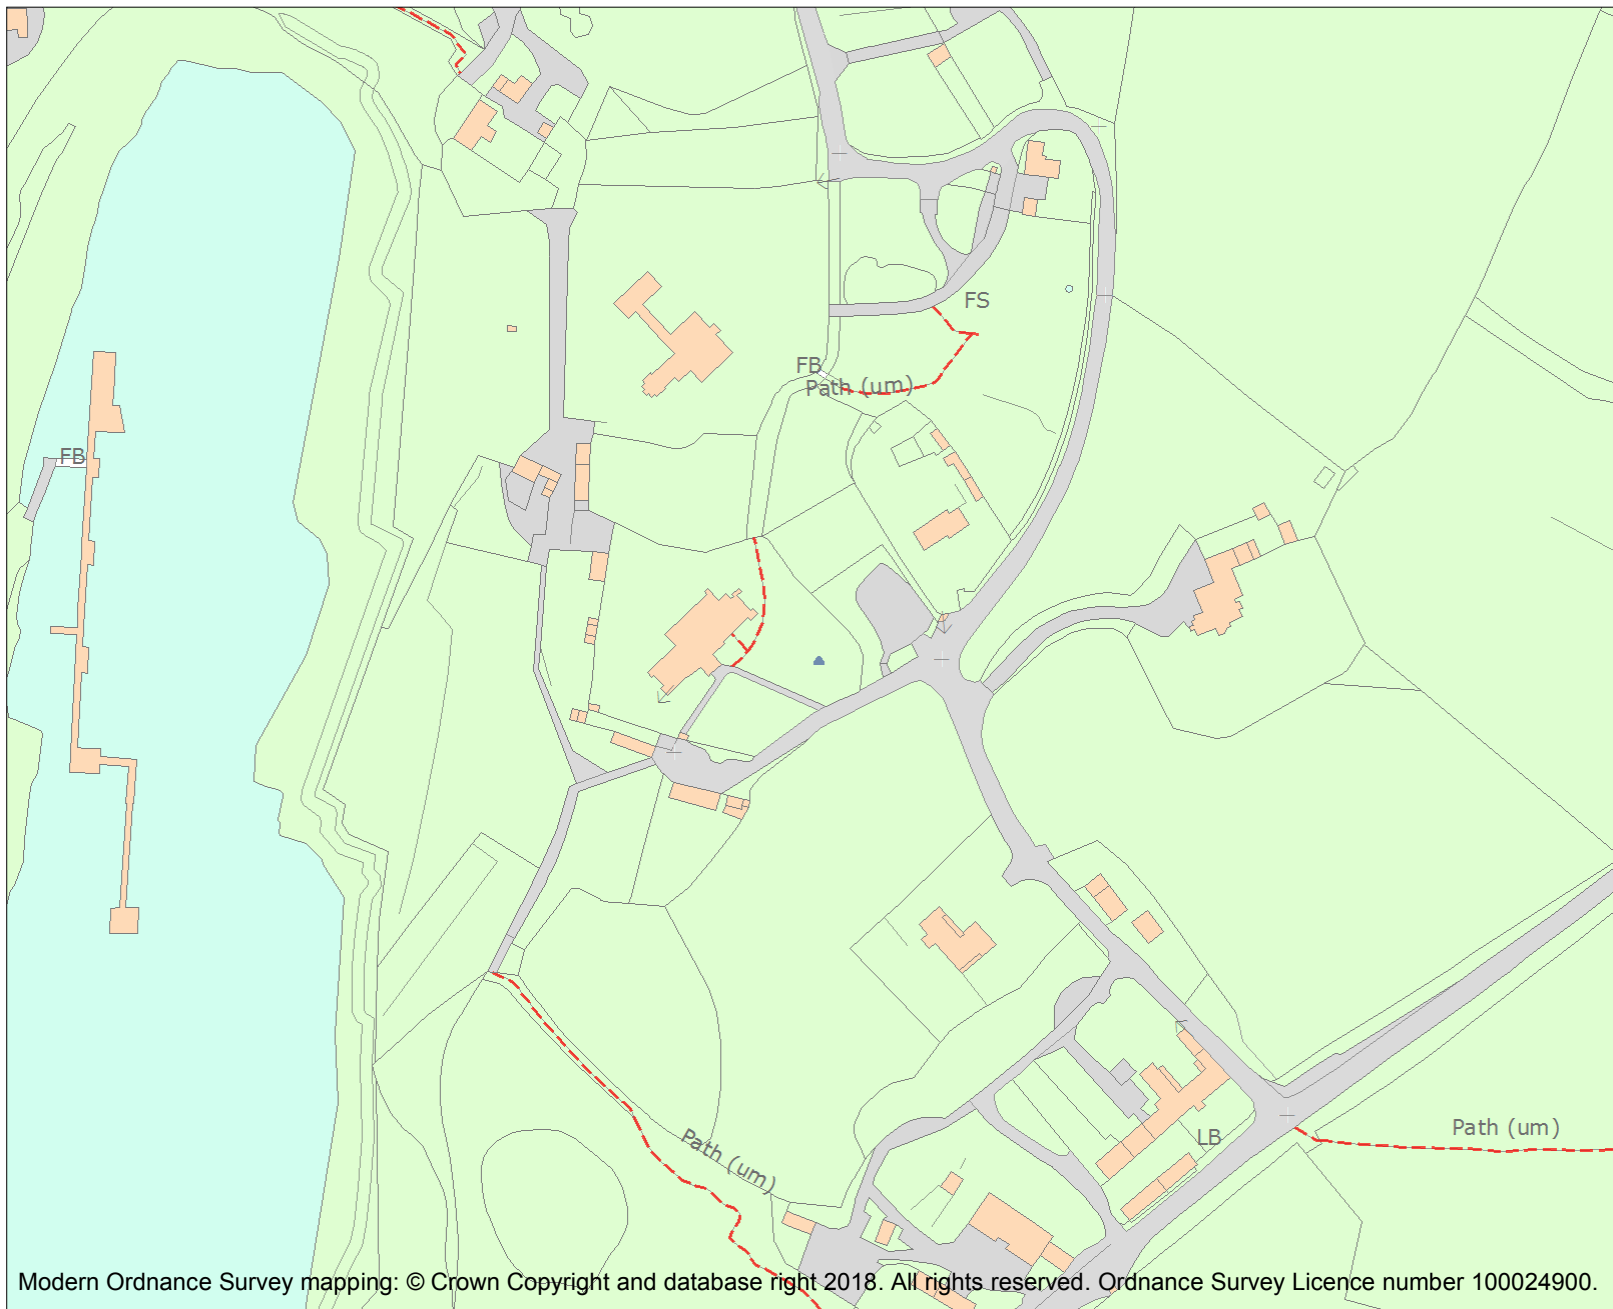 FS
FB
Path (um)
FB
Path (um)
LB
Path (um)
Modern Ordnance Survey mapping: © Crown Copyright and database right 2018. All rights reserved. Ordnance Survey Licence number 100024900.